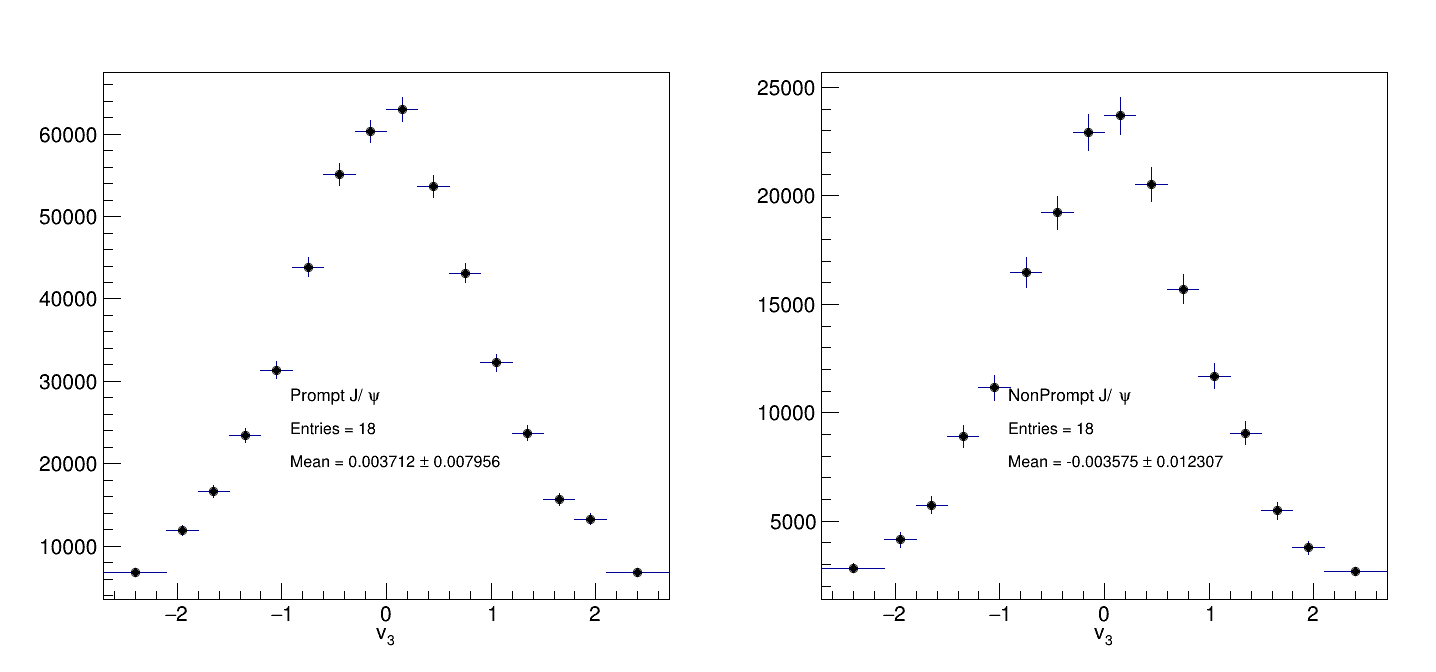 60000
50000
40000
30000
20000
10000
Prompt J/ ψ
Entries = 18
Mean = 0.003712 ± 0.007956
−2 −1 0 1 2
v3
25000
20000
15000
10000
5000
NonPrompt J/ ψ
Entries = 18
Mean = -0.003575 ± 0.012307
−2 −1 0 1 2
v3